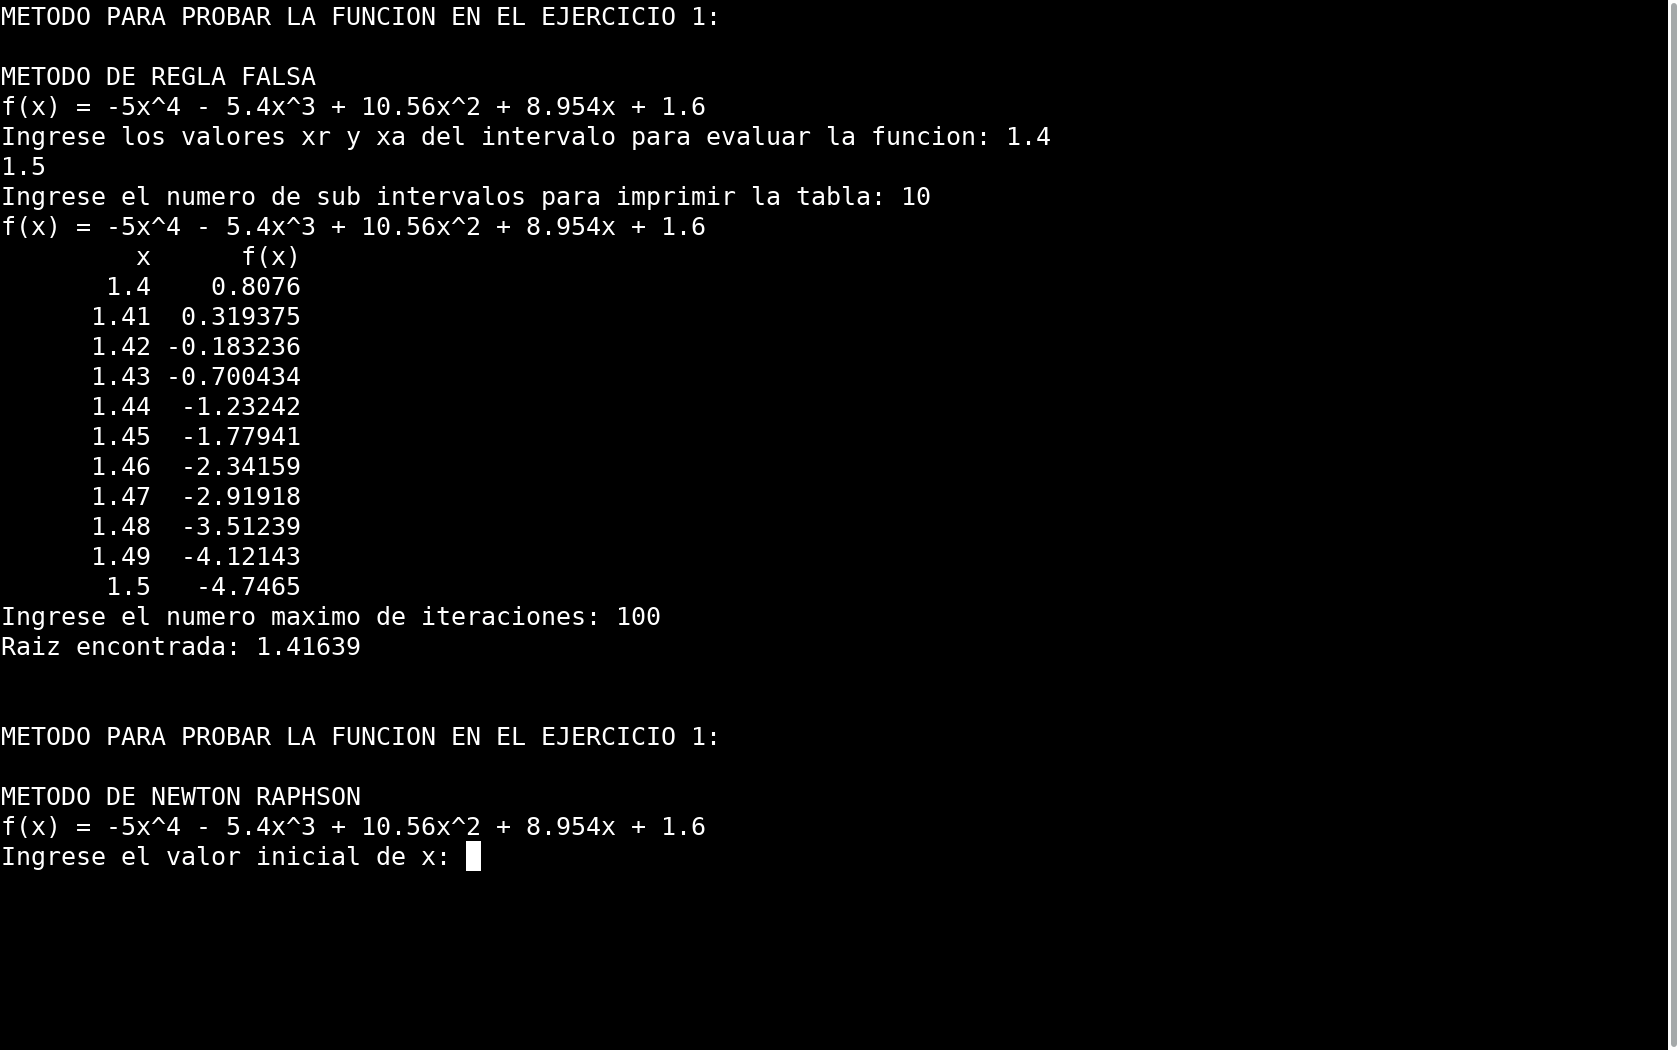 METODO PARA PROBAR LA FUNCION EN EL EJERCICIO 1:
METODO DE REGLA FALSA
f(x) = -5x^4 - 5.4x^3 + 10.56x^2 + 8.954x + 1.6
Ingrese los valores xr y xa del intervalo para evaluar la funcion: 1.4
1.5
Ingrese el numero de sub intervalos para imprimir la tabla: 10
f(x) = -5x^4 - 5.4x^3 + 10.56x^2 + 8.954x + 1.6
x f(x)
1.4 0.8076
1.41 0.319375
1.42 -0.183236
1.43 -0.700434
1.44 -1.23242
1.45 -1.77941
1.46 -2.34159
1.47 -2.91918
1.48 -3.51239
1.49 -4.12143
1.5 -4.7465
Ingrese el numero maximo de iteraciones: 100
Raiz encontrada: 1.41639
METODO PARA PROBAR LA FUNCION EN EL EJERCICIO 1:
METODO DE NEWTON RAPHSON
f(x) = -5x^4 - 5.4x^3 + 10.56x^2 + 8.954x + 1.6
Ingrese el valor inicial de x: